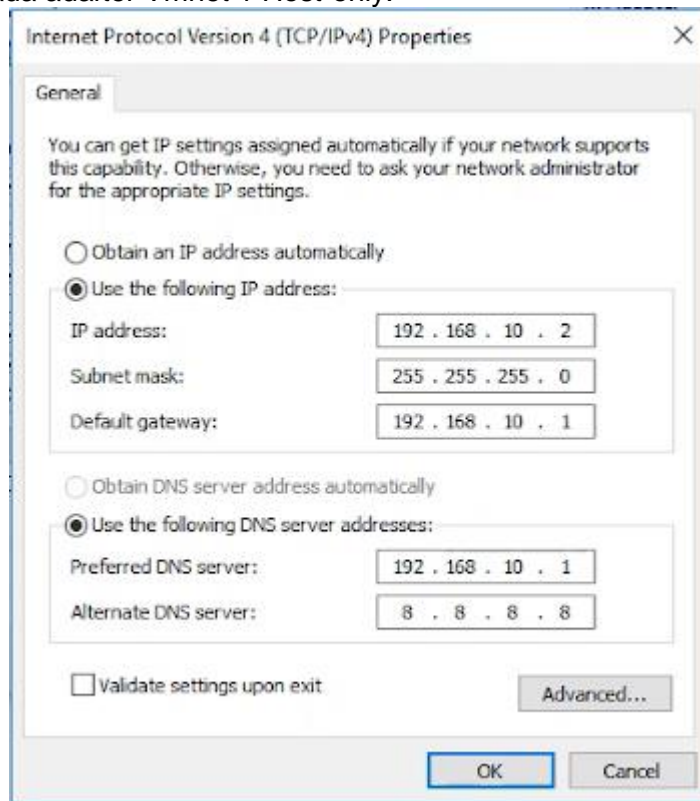 Internet Protocol Version 4 (TCP/IPv4) Properties
General
You can get IP settings assigned automatically if your network supports
this capability. Otherwise, you need to ask your network administrator
for the appropriate IP settings.
Obtain an IP address automatically
Use the following IP address:
IP address: 192 . 168 . 10 . 2
Subnet mask: 255 . 255 . 255 . 0
Default gateway: 192 . 168 . 10 . 1
Obtain DNS server address automatically
Use the following DNS server addresses:
Preferred DNS server: 192 . 168 . 10 . 1
Alternate DNS server: 8 . 8 . 8 . 8
Validate settings upon exit
Advanced...
OK Cancel